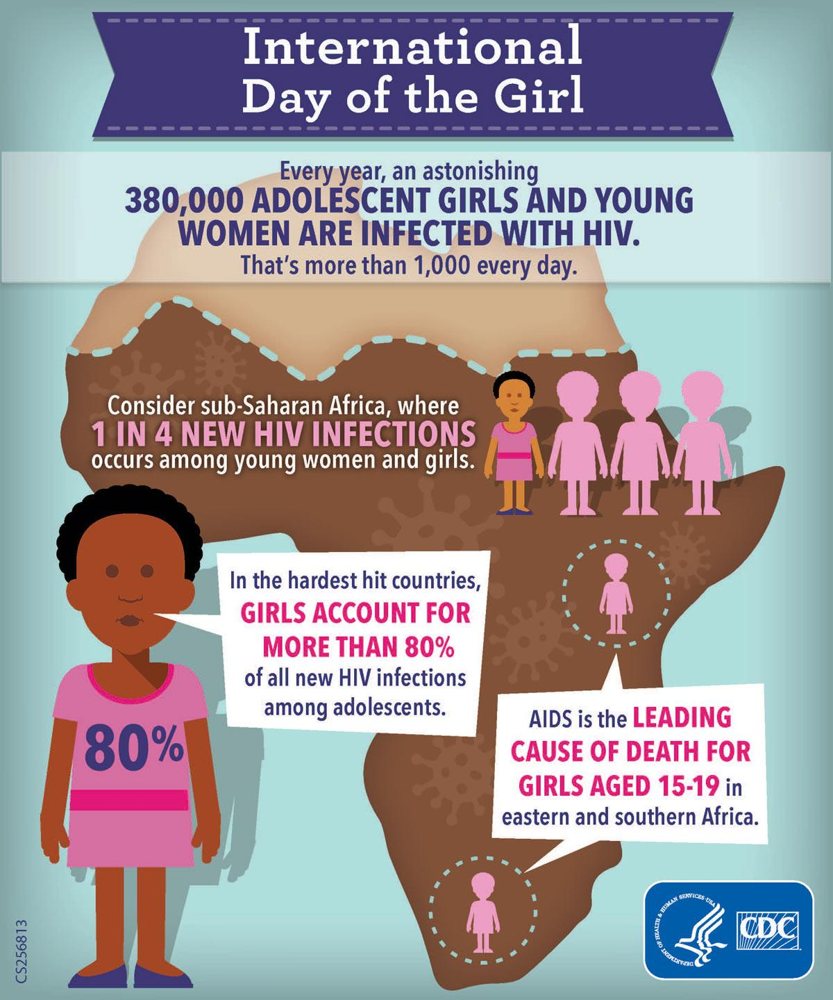 International
Day of the Girl
Every year, an astonishing
380,000 ADOLESCENT GIRLS AND YOUNG
WOMEN ARE INFECTED WITH HIV.
That's more than 1,000 every day.
Consider sub-Saharan Africa, where
1 IN 4 NEW HIV INFECTIONS
occurs among young women and girls.
In the hardest hit countries,
GIRLS ACCOUNT FOR
MORE THAN 80%
of all new HIV infections
among adolescents.
80%
AIDS is the LEADING
CAUSE OF DEATH FOR
GIRLS AGED 15-19 in
eastern and southern Africa.
DEPARTMENT OF HEALTH & HUMAN SERVICES·USA
CDC
CS256813